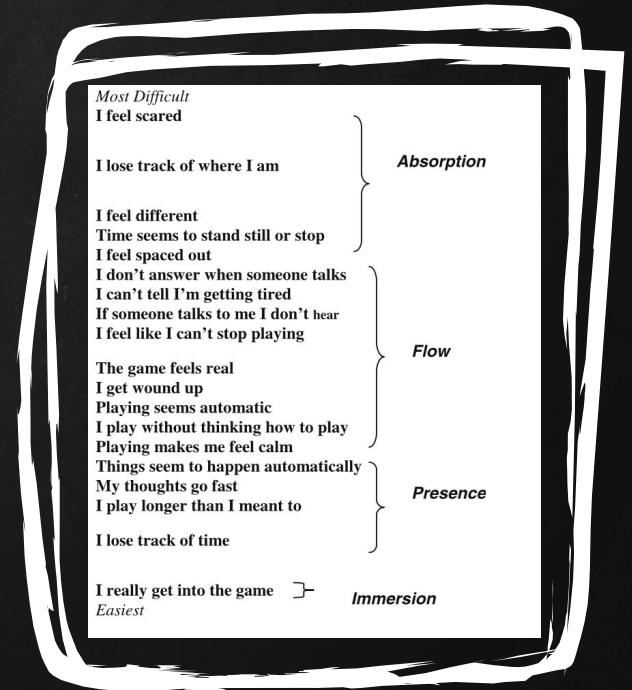 Most Difficult
I feel scared
I lose track of where I am
Absorption
I feel different
Time seems to stand still or stop
I feel spaced out
I don't answer when someone talks
I can't tell I'm getting tired
If someone talks to me I don't hear
I feel like I can't stop playing
Flow
The game feels real
I get wound up
Playing seems automatic
I play without thinking how to play
Playing makes me feel calm
Things seem to happen automatically
My thoughts go fast
Presence
I play longer than I meant to
I lose track of time
I really get into the game
Immersion
Easiest